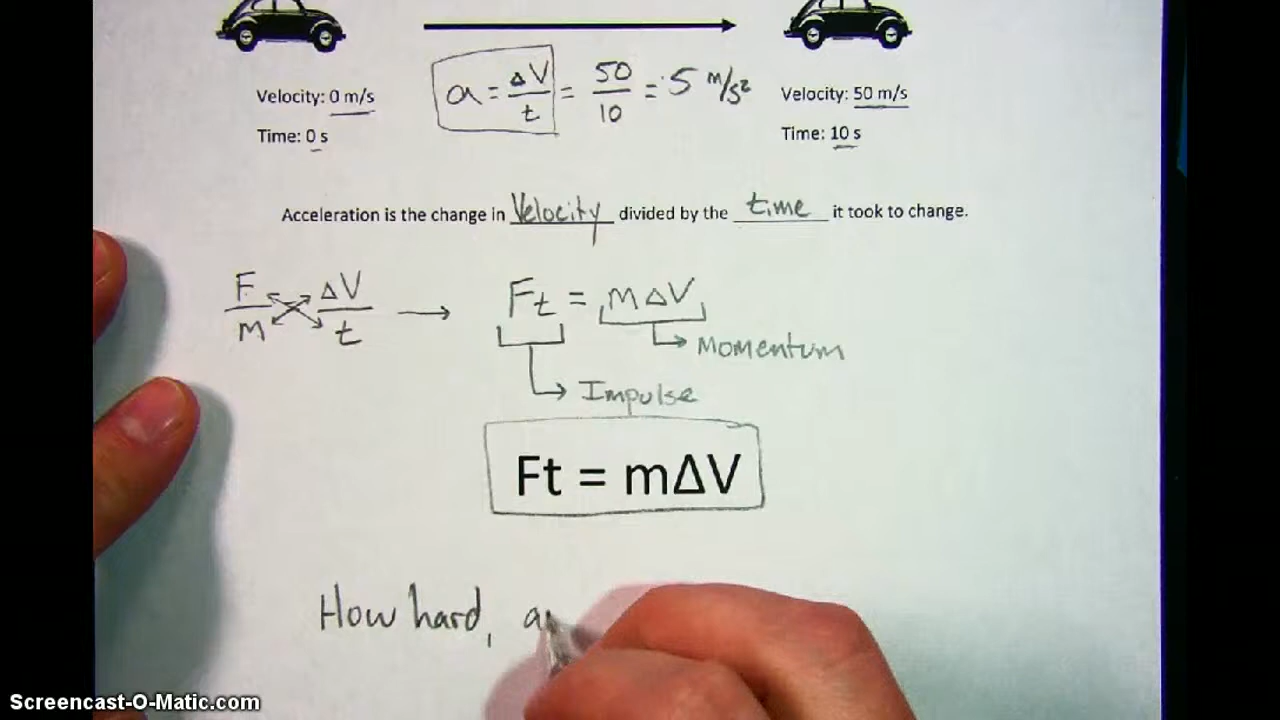 Velocity: 0 m/s
Time: 0 s
a = ΔV/t = 50/10 = 5 m/s²
Velocity: 50 m/s
Time: 10 s
Acceleration is the change in Velocity divided by the time it took to change.
F/m ΔV/t → Ft = mΔV
Momentum
Impulse
Ft = mΔV
How hard,
Screencast-O-Matic.com